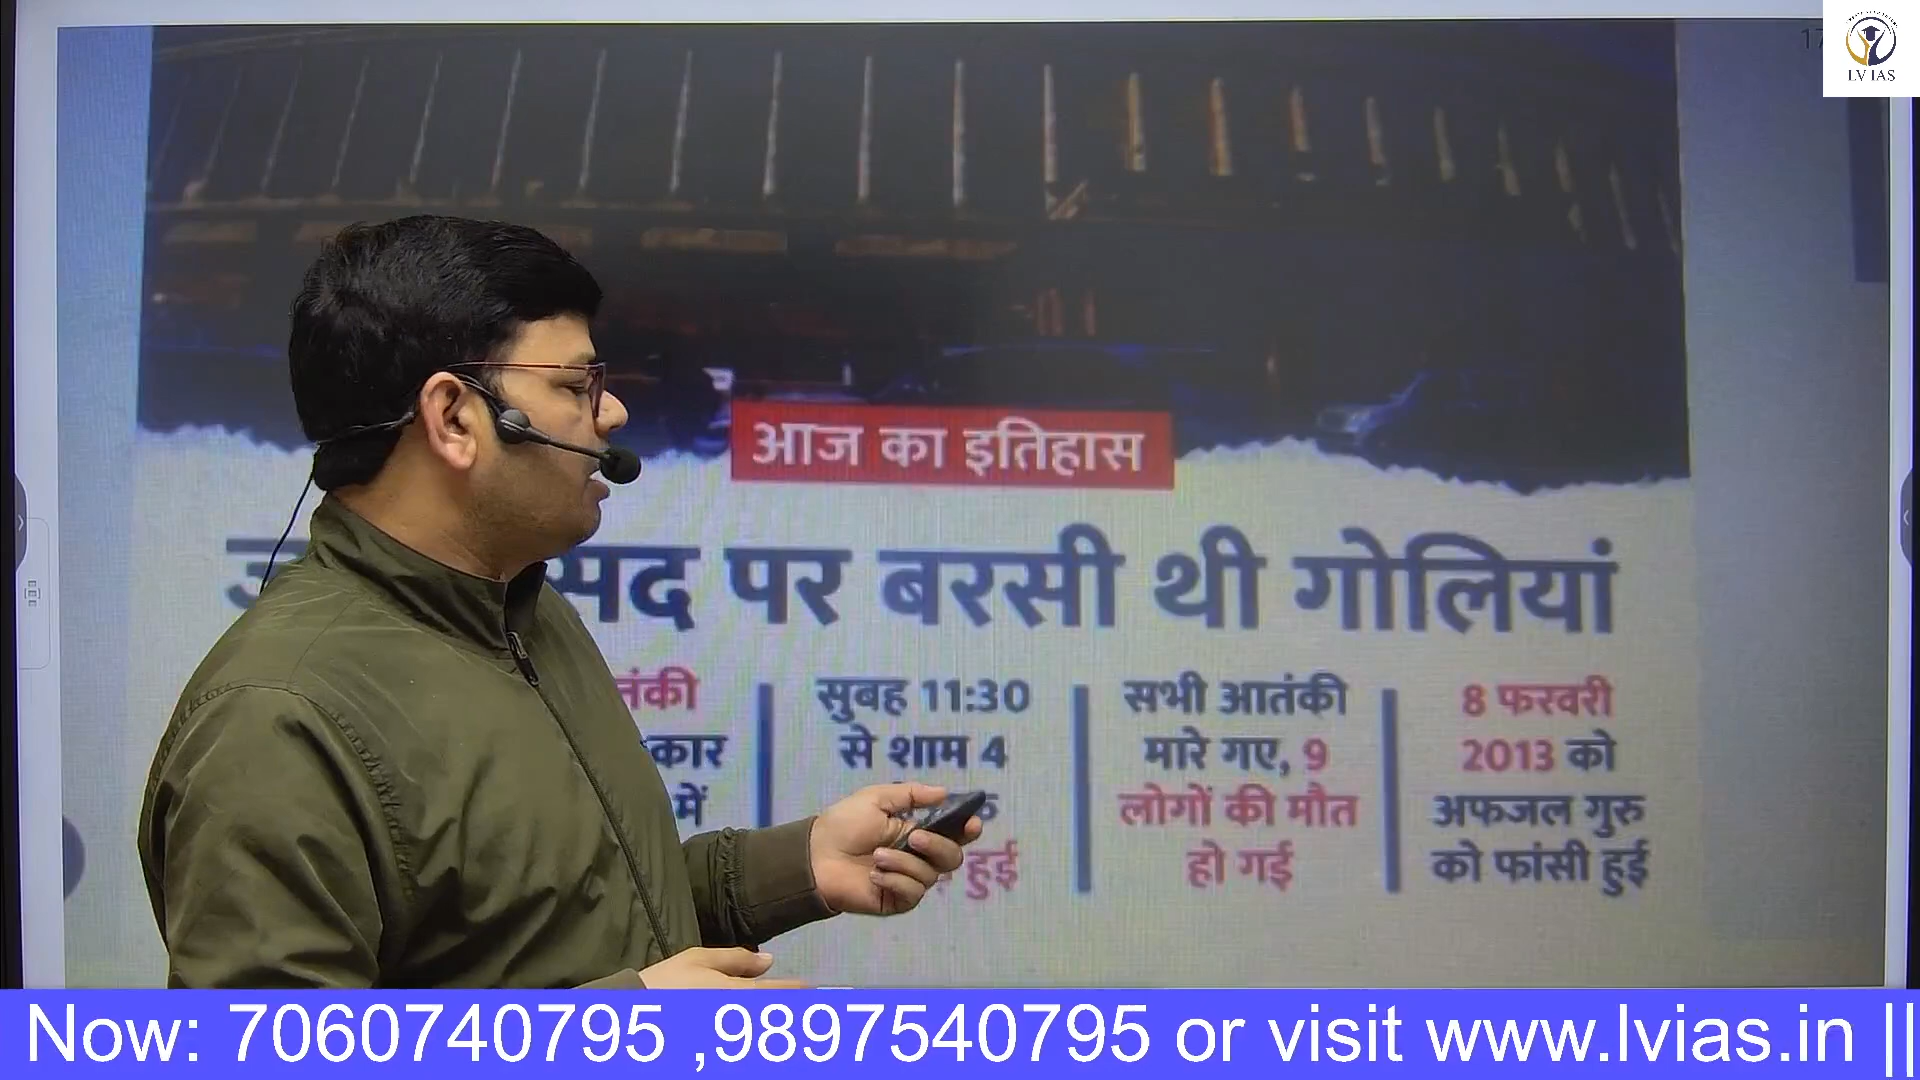 LV IAS
आज का इतिहास
पर बरसी थी गोलियां
सुबह 11:30
से शाम 4
हुई
सभी आतंकी
मारे गए, 9
लोगों की मौत
हो गई
8 फरवरी
2013 को
अफजल गुरु
को फांसी हुई
कार
में
Now: 7060740795 ,9897540795 or visit www.lvias.in ||